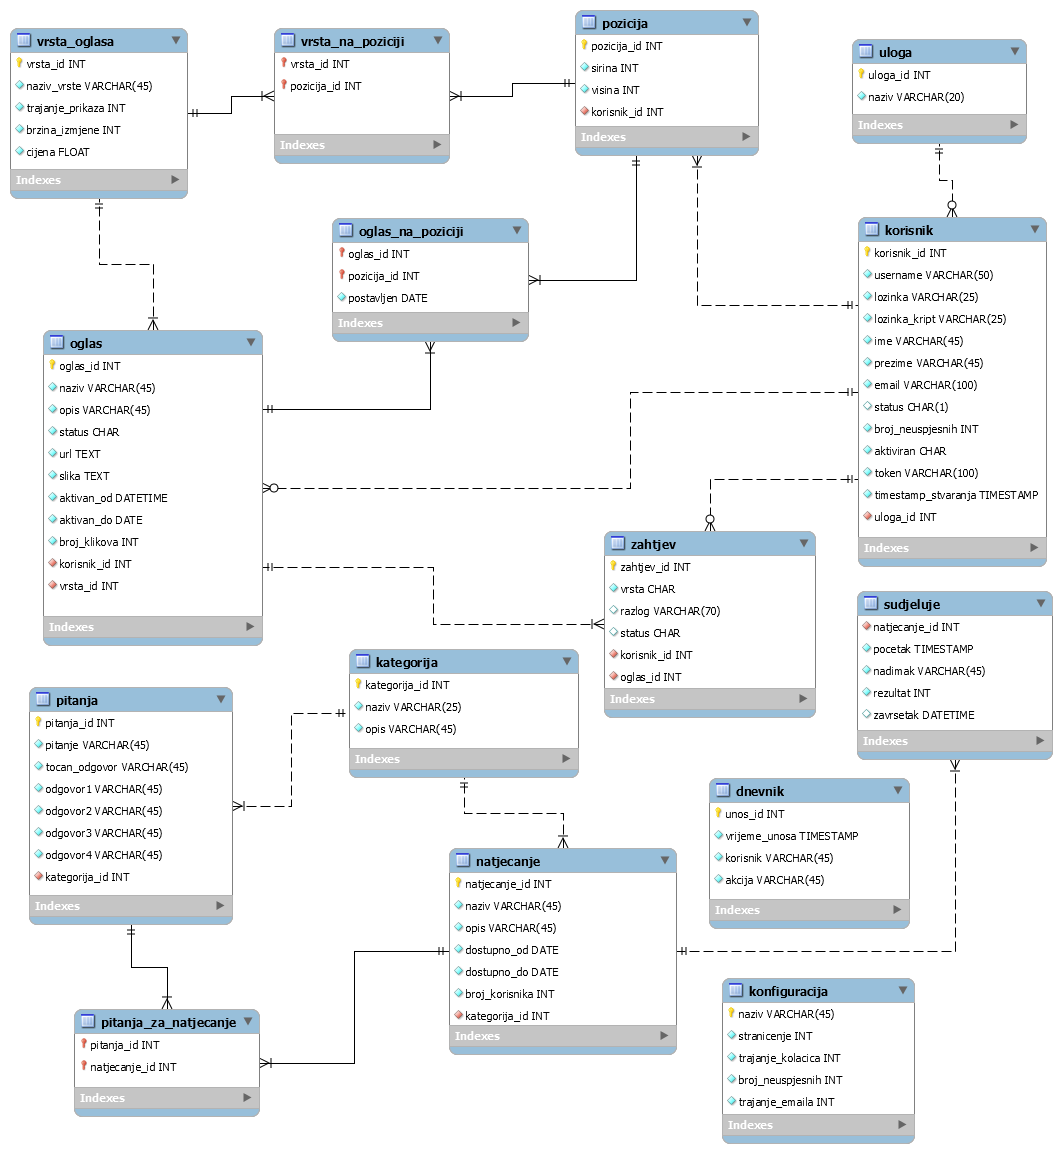 vrsta_oglasa
vrsta_id INT
naziv_vrste VARCHAR(45)
trajanje_prikaza INT
brzina_izmjene INT
cijena FLOAT
Indexes
vrsta_na_poziciji
vrsta_id INT
pozicija_id INT
Indexes
pozicija
pozicija_id INT
sirina INT
visina INT
korisnik_id INT
Indexes
uloga
uloga_id INT
naziv VARCHAR(20)
Indexes
oglas_na_poziciji
oglas_id INT
pozicija_id INT
postavljen DATE
Indexes
korisnik
korisnik_id INT
username VARCHAR(50)
lozinka VARCHAR(25)
lozinka_kript VARCHAR(25)
ime VARCHAR(45)
prezime VARCHAR(45)
email VARCHAR(100)
status CHAR(1)
broj_neuspjesnih INT
aktiviran CHAR
token VARCHAR(100)
timestamp_stvaranja TIMESTAMP
uloga_id INT
Indexes
oglas
oglas_id INT
naziv VARCHAR(45)
opis VARCHAR(45)
status CHAR
url TEXT
slika TEXT
aktivan_od DATETIME
aktivan_do DATE
broj_klikova INT
korisnik_id INT
vrsta_id INT
Indexes
zahtjev
zahtjev_id INT
vrsta CHAR
razlog VARCHAR(70)
status CHAR
korisnik_id INT
oglas_id INT
Indexes
sudjeluje
natjecanje_id INT
pocetak TIMESTAMP
nadimak VARCHAR(45)
rezultat INT
zavrsetak DATETIME
Indexes
kategorija
kategorija_id INT
naziv VARCHAR(25)
opis VARCHAR(45)
Indexes
pitanja
pitanja_id INT
pitanje VARCHAR(45)
tocan_odgovor VARCHAR(45)
odgovor1 VARCHAR(45)
odgovor2 VARCHAR(45)
odgovor3 VARCHAR(45)
odgovor4 VARCHAR(45)
kategorija_id INT
Indexes
dnevnik
unos_id INT
vrijeme_unosa TIMESTAMP
korisnik VARCHAR(45)
akcija VARCHAR(45)
Indexes
natjecanje
natjecanje_id INT
naziv VARCHAR(45)
opis VARCHAR(45)
dostupno_od DATE
dostupno_do DATE
broj_korisnika INT
kategorija_id INT
Indexes
pitanja_za_natjecanje
pitanja_id INT
natjecanje_id INT
Indexes
konfiguracija
naziv VARCHAR(45)
stranicenje INT
trajanje_kolacica INT
broj_neuspjesnih INT
trajanje_emaila INT
Indexes